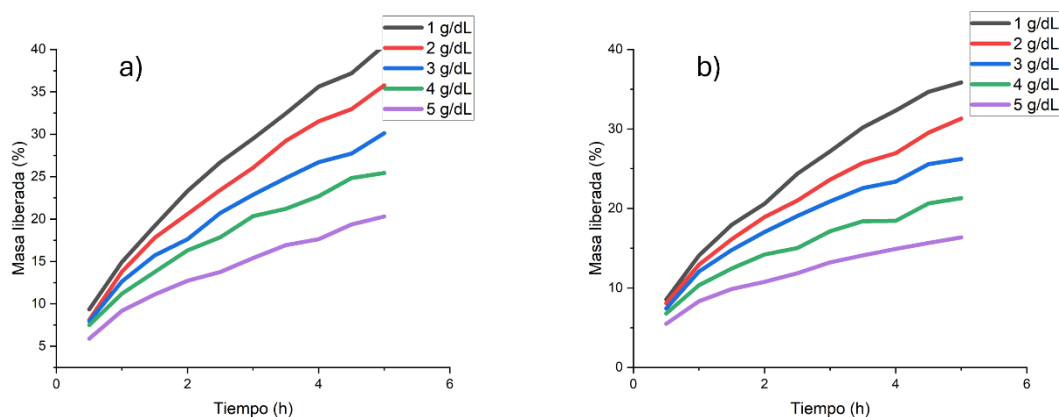 a)
1 g/dL
2 g/dL
3 g/dL
4 g/dL
5 g/dL
Masa liberada (%)
40
35
30
25
20
15
10
5
0 2 4 6
Tiempo (h)
b)
1 g/dL
2 g/dL
3 g/dL
4 g/dL
5 g/dL
Masa liberada (%)
40
30
20
10
0
0 2 4 6
Tiempo (h)